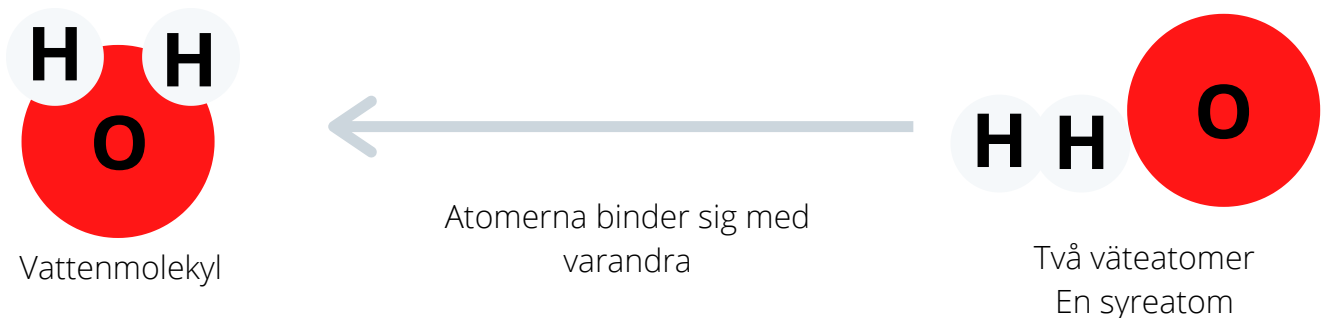 H H
O
Vattenmolekyl
Atomerna binder sig med
varandra
H H O
Två väteatomer
En syreatom